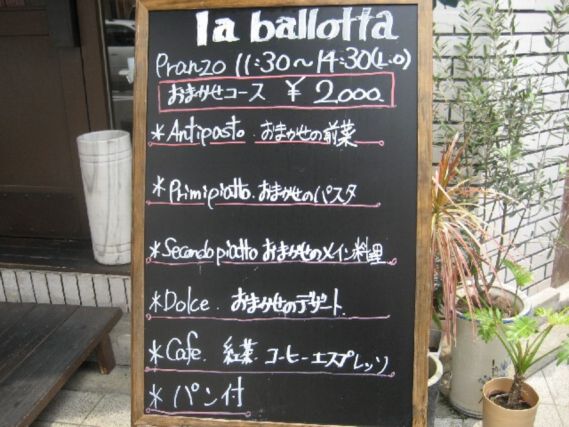 la ballotta
Pranzo 11:30～14:30(L.O)
おまかせコース ¥2,000.
*Antipasto おまかせの前菜
*Primipiatto. おまかせのパスタ
*Secondopiatto おまかせのメイン料理
*Dolce. おまかせのデザート.
*Cafe. 紅茶. コーヒーエスプレッソ
*パン付